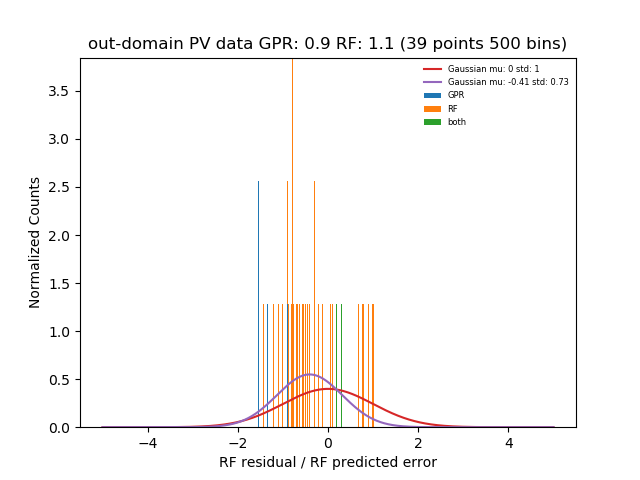 out-domain PV data GPR: 0.9 RF: 1.1 (39 points 500 bins)
Gaussian mu: 0 std: 1
Gaussian mu: -0.41 std: 0.73
GPR
RF
both
Normalized Counts
3.5
3.0
2.5
2.0
1.5
1.0
0.5
0.0
−4 −2 0 2 4
RF residual / RF predicted error